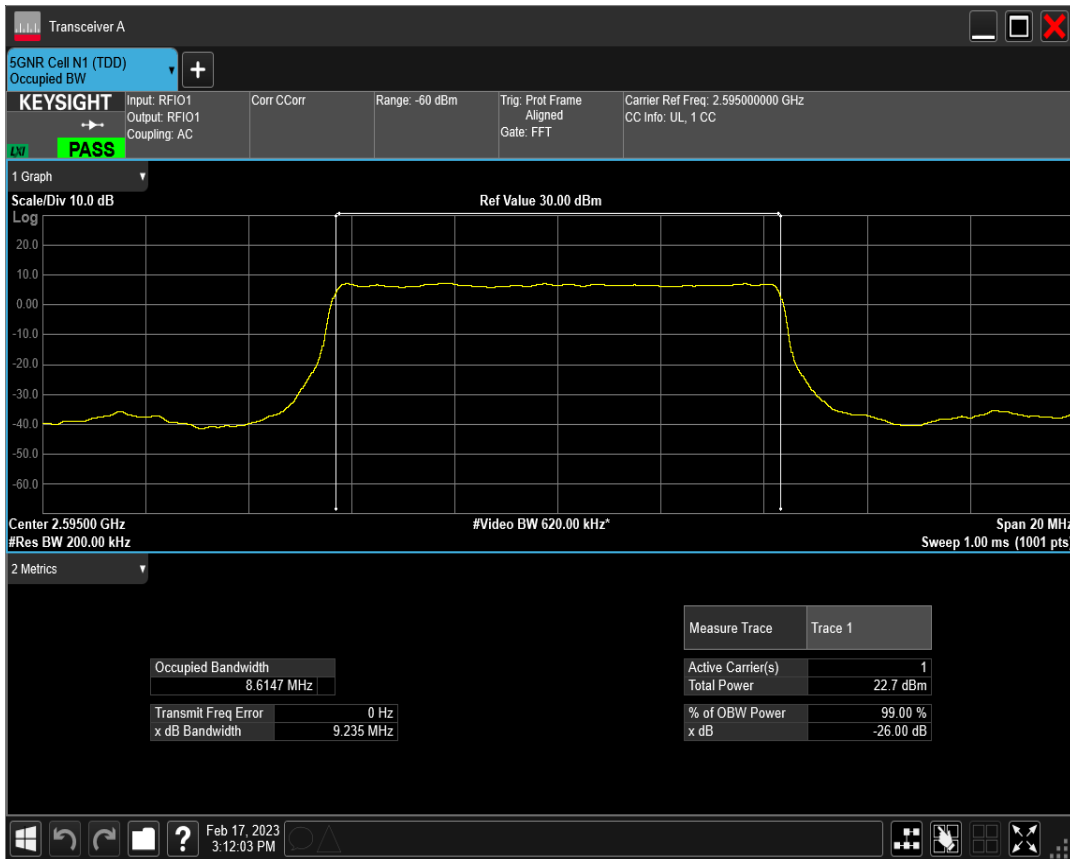 Transceiver A
5GNR Cell N1 (TDD)
Occupied BW
+
KEYSIGHT
LXI
PASS
Input: RFIO1
Output: RFIO1
Coupling: AC
Corr CCorr
Range: -60 dBm
Trig: Prot Frame
Aligned
Gate: FFT
Carrier Ref Freq: 2.595000000 GHz
CC Info: UL, 1 CC
1 Graph
Scale/Div 10.0 dB
Ref Value 30.00 dBm
Log
20.0
10.0
0.00
-10.0
-20.0
-30.0
-40.0
-50.0
-60.0
Center 2.59500 GHz
#Video BW 620.00 kHz*
Span 20 MHz
#Res BW 200.00 kHz
Sweep 1.00 ms (1001 pts)
2 Metrics
Measure Trace Trace 1
Occupied Bandwidth
8.6147 MHz
Active Carrier(s) 1
Total Power 22.7 dBm
Transmit Freq Error 0 Hz
x dB Bandwidth 9.235 MHz
% of OBW Power 99.00 %
x dB -26.00 dB
?
Feb 17, 2023
3:12:03 PM